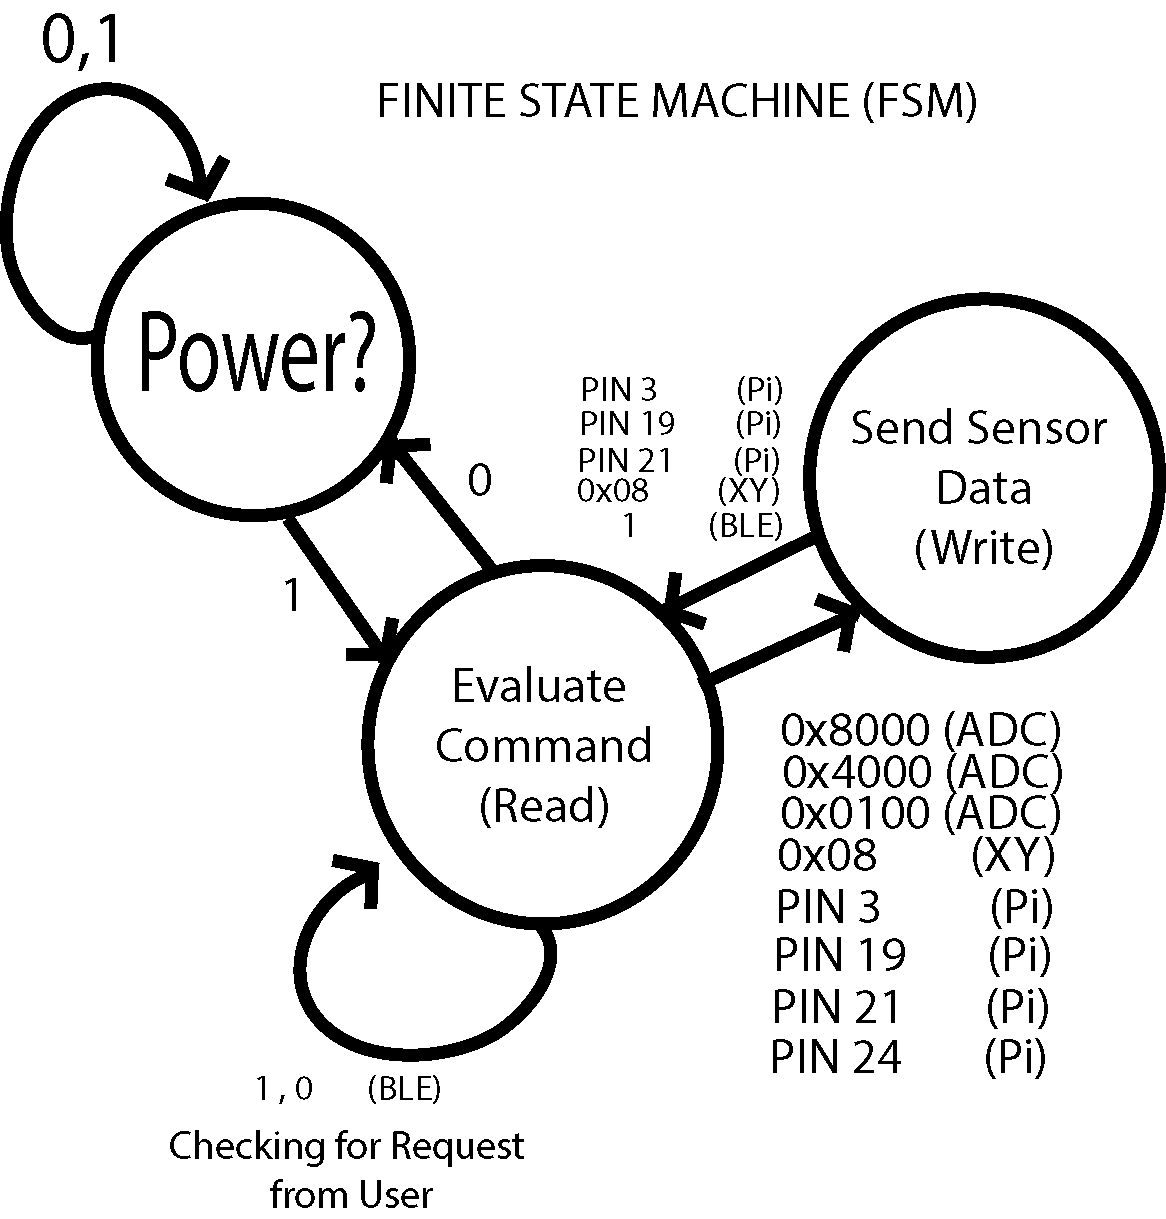 0,1
FINITE STATE MACHINE (FSM)
Power?
PIN 3 (Pi)
PIN 19 (Pi)
PIN 21 (Pi)
0x08 (XY)
1 (BLE)
Send Sensor
Data
(Write)
0
1
Evaluate
Command
(Read)
0x8000 (ADC)
0x4000 (ADC)
0x0100 (ADC)
0x08 (XY)
PIN 3 (Pi)
PIN 19 (Pi)
PIN 21 (Pi)
PIN 24 (Pi)
1 , 0 (BLE)
Checking for Request
from User